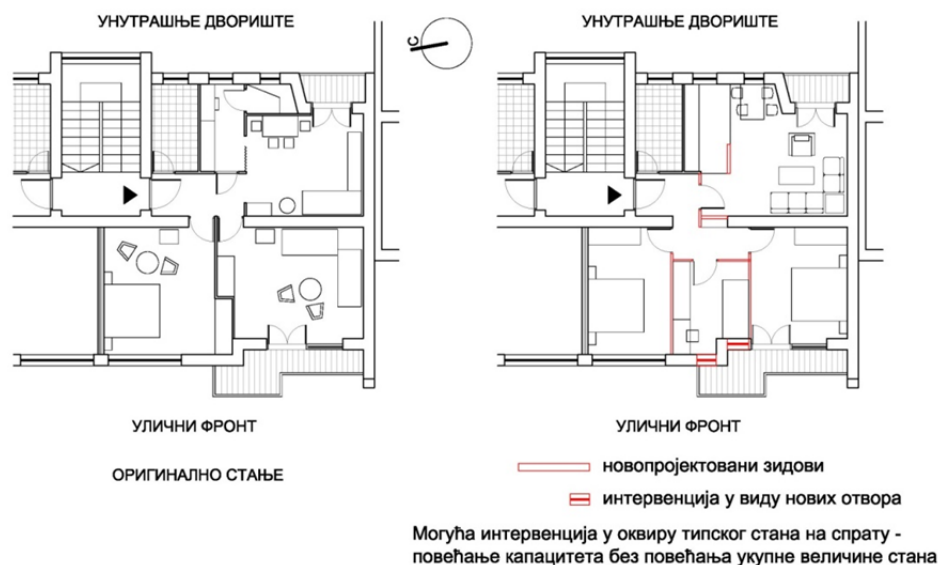 УНУТРАШЊЕ ДВОРИШТЕ
УНУТРАШЊЕ ДВОРИШТЕ
С
УЛИЧНИ ФРОНТ
УЛИЧНИ ФРОНТ
ОРИГИНАЛНО СТАЊЕ
новопројектовани зидови
интервенција у виду нових отвора
Могућа интервенција у оквиру типског стана на спрату -
повећање капацитета без повећања укупне величине стана